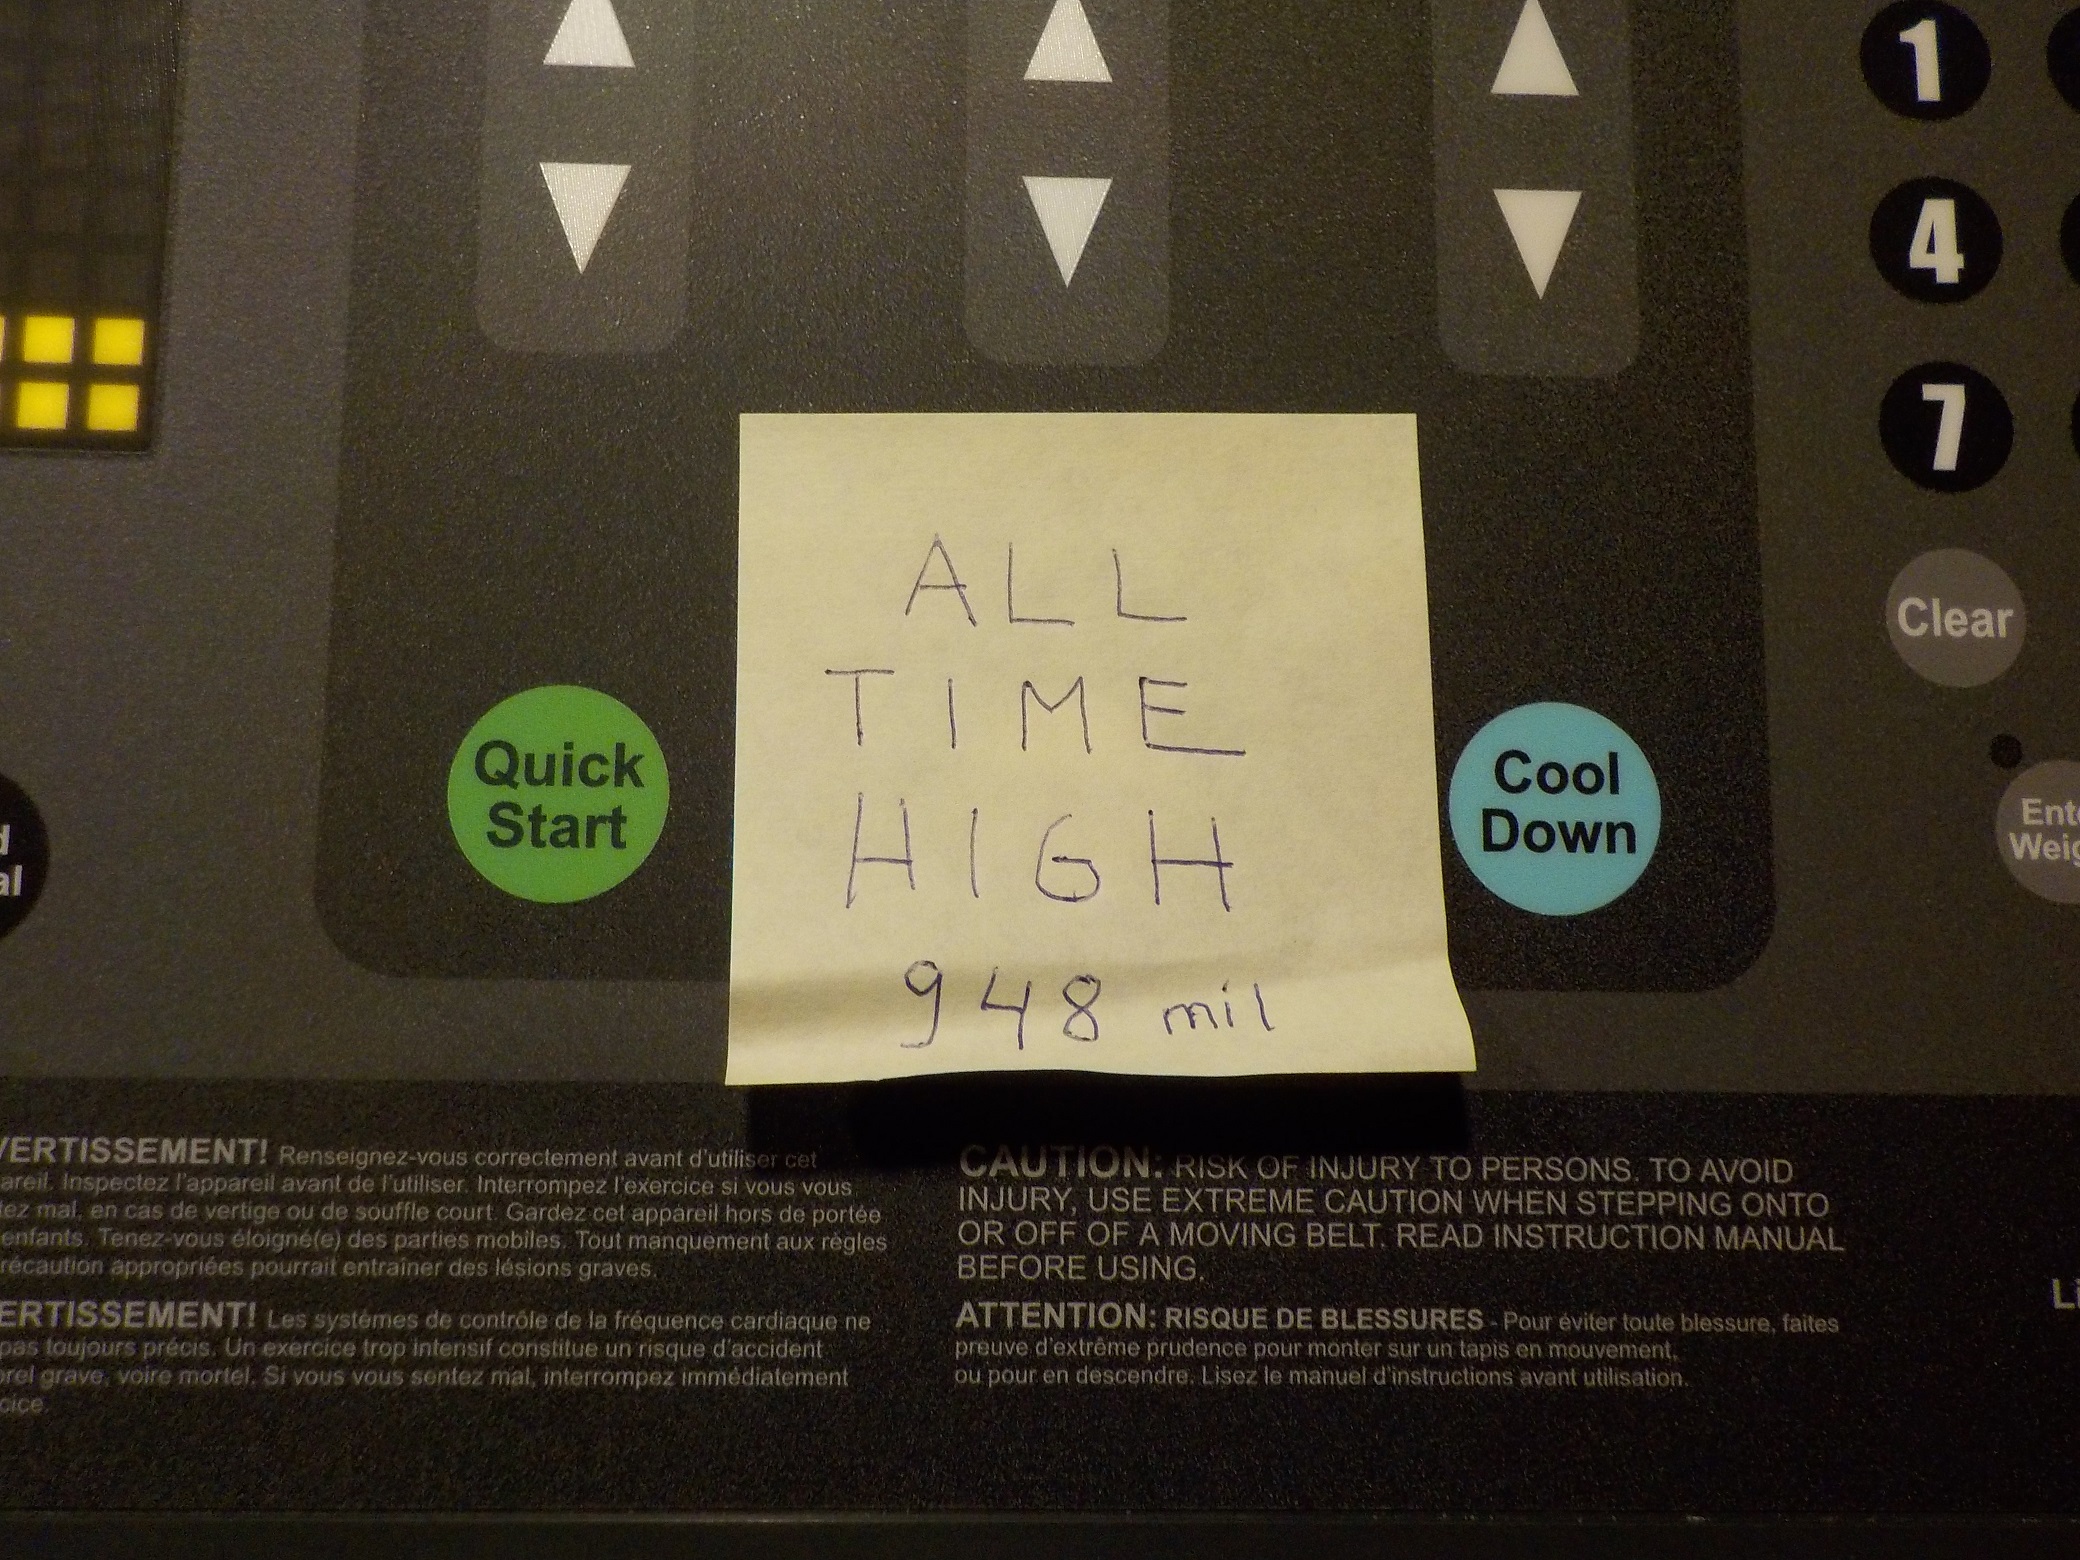 1
4
7
Clear
Quick
Start
ALL
TIME
HIGH
948 mil
Cool
Down
VERTISSEMENT! Renseignez-vous correctement avant d'utiliser cet
areil. Inspectez l'appareil avant de l'utiliser. Interrompez l'exercice si vous vous
ez mal, en cas de vertige ou de souffle court. Gardez cet appareil hors de portée
enfants. Tenez-vous éloigné(e) des parties mobiles. Tout manquement aux règles
récaution appropriées pourrait entraîner des lésions graves.
ERTISSEMENT! Les systèmes de contrôle de la fréquence cardiaque ne
pas toujours précis. Un exercice trop intensif constitue un risque d'accident
orel grave, voire mortel. Si vous vous sentez mal, interrompez immédiatement
cice.
CAUTION: RISK OF INJURY TO PERSONS. TO AVOID
INJURY, USE EXTREME CAUTION WHEN STEPPING ONTO
OR OFF OF A MOVING BELT. READ INSTRUCTION MANUAL
BEFORE USING.
ATTENTION: RISQUE DE BLESSURES - Pour éviter toute blessure, faites
preuve d'extrême prudence pour monter sur un tapis en mouvement,
ou pour en descendre. Lisez le manuel d'instructions avant utilisation.